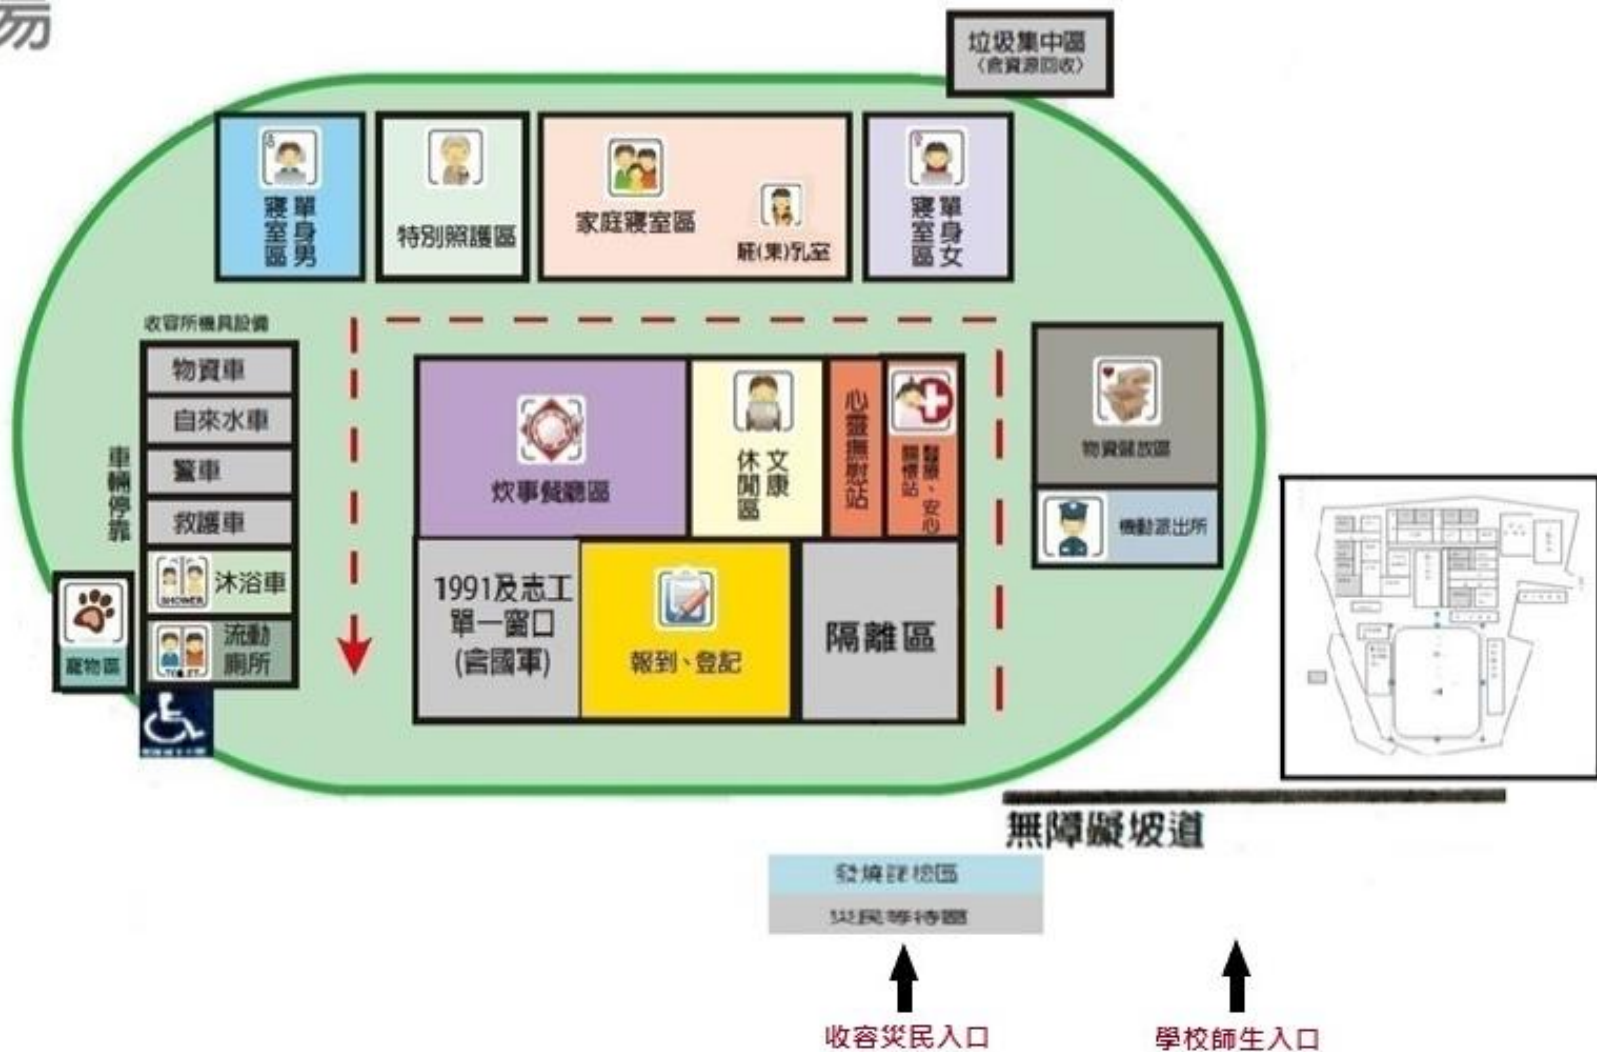 垃圾集中區
(含資源回收)
單身男
寢室區
特別照護區
家庭寢室區
哺(集)乳室
單身女
寢室區
收容所機具設備
物資車
自來水車
警車
救護車
SHOWER
沐浴車
流動
廁所
車輛停靠
寵物區
炊事餐廳區
文康
休閒區
心靈撫慰站
醫療、安心
關懷站
物資儲放區
機動派出所
1991及志工
單一窗口
(含國軍)
報到、登記
隔離區
無障礙坡道
發燒篩檢區
災民等待區
收容災民入口
學校師生入口